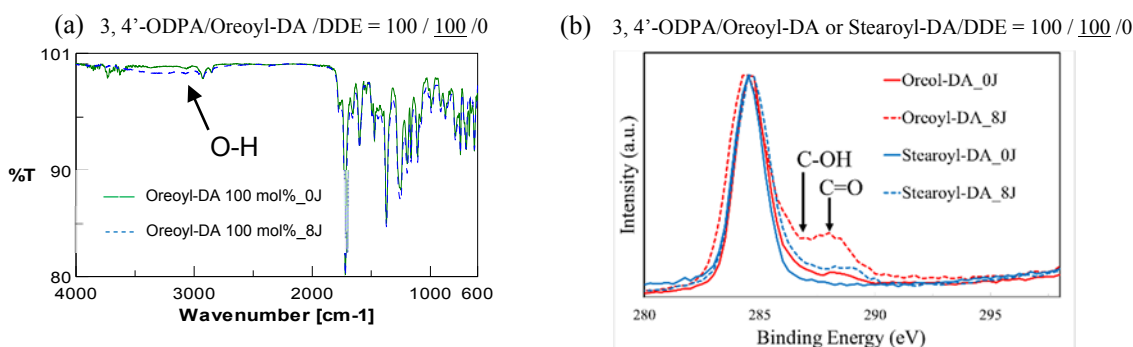 (a) 3, 4’-ODPA/Oreoyl-DA /DDE = 100 / 100 /0
101
90
80
%T
O-H
Oreoyl-DA 100 mol%_0J
Oreoyl-DA 100 mol%_8J
4000 3000 2000 1000 600
Wavenumber [cm-1]
(b) 3, 4’-ODPA/Oreoyl-DA or Stearoyl-DA/DDE = 100 / 100 /0
Intensity (a.u.)
C-OH
C=O
Oreol-DA_0J
Oreoyl-DA_8J
Stearoyl-DA_0J
Stearoyl-DA_8J
280 285 290 295
Binding Energy (eV)